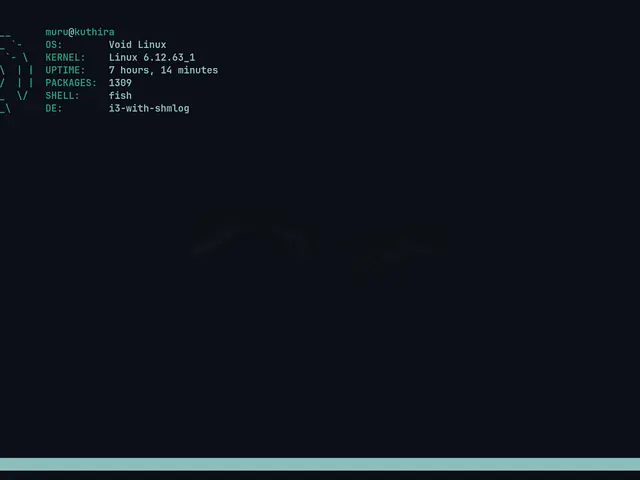 muru@kuthira
OS: Void Linux
KERNEL: Linux 6.12.63_1
UPTIME: 7 hours, 14 minutes
PACKAGES: 1309
SHELL: fish
DE: i3-with-shmlog